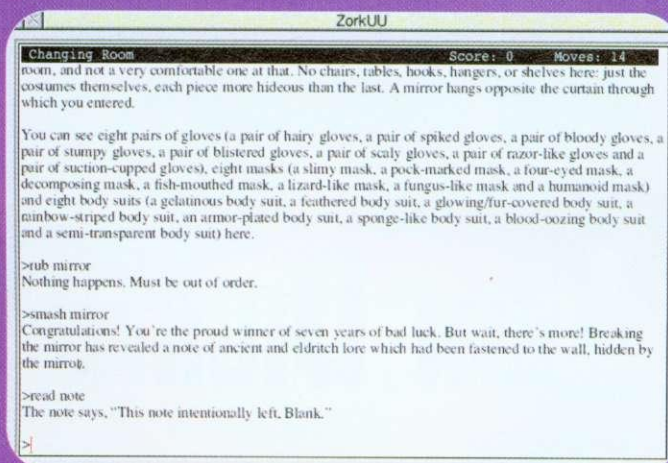 ZorkUU
Changing Room Score: 0 Moves: 14
room, and not a very comfortable one at that. No chairs, tables, hooks, hangers, or shelves here: just the
costumes themselves, each piece more hideous than the last. A mirror hangs opposite the curtain through
which you entered.
You can see eight pairs of gloves (a pair of hairy gloves, a pair of spiked gloves, a pair of bloody gloves, a
pair of stumpy gloves, a pair of blistered gloves, a pair of scaly gloves, a pair of razor-like gloves and a
pair of suction-cupped gloves), eight masks (a slimy mask, a pock-marked mask, a four-eyed mask, a
decomposing mask, a fish-mouthed mask, a lizard-like mask, a fungus-like mask and a humanoid mask)
and eight body suits (a gelatinous body suit, a feathered body suit, a glowing/fur-covered body suit, a
rainbow-striped body suit, an armor-plated body suit, a sponge-like body suit, a blood-oozing body suit
and a semi-transparent body suit) here.
>rub mirror
Nothing happens. Must be out of order.
>smash mirror
Congratulations! You're the proud winner of seven years of bad luck. But wait, there's more! Breaking
the mirror has revealed a note of ancient and eldritch lore which had been fastened to the wall, hidden by
the mirror.
>read note
The note says, "This note intentionally left. Blank."
>